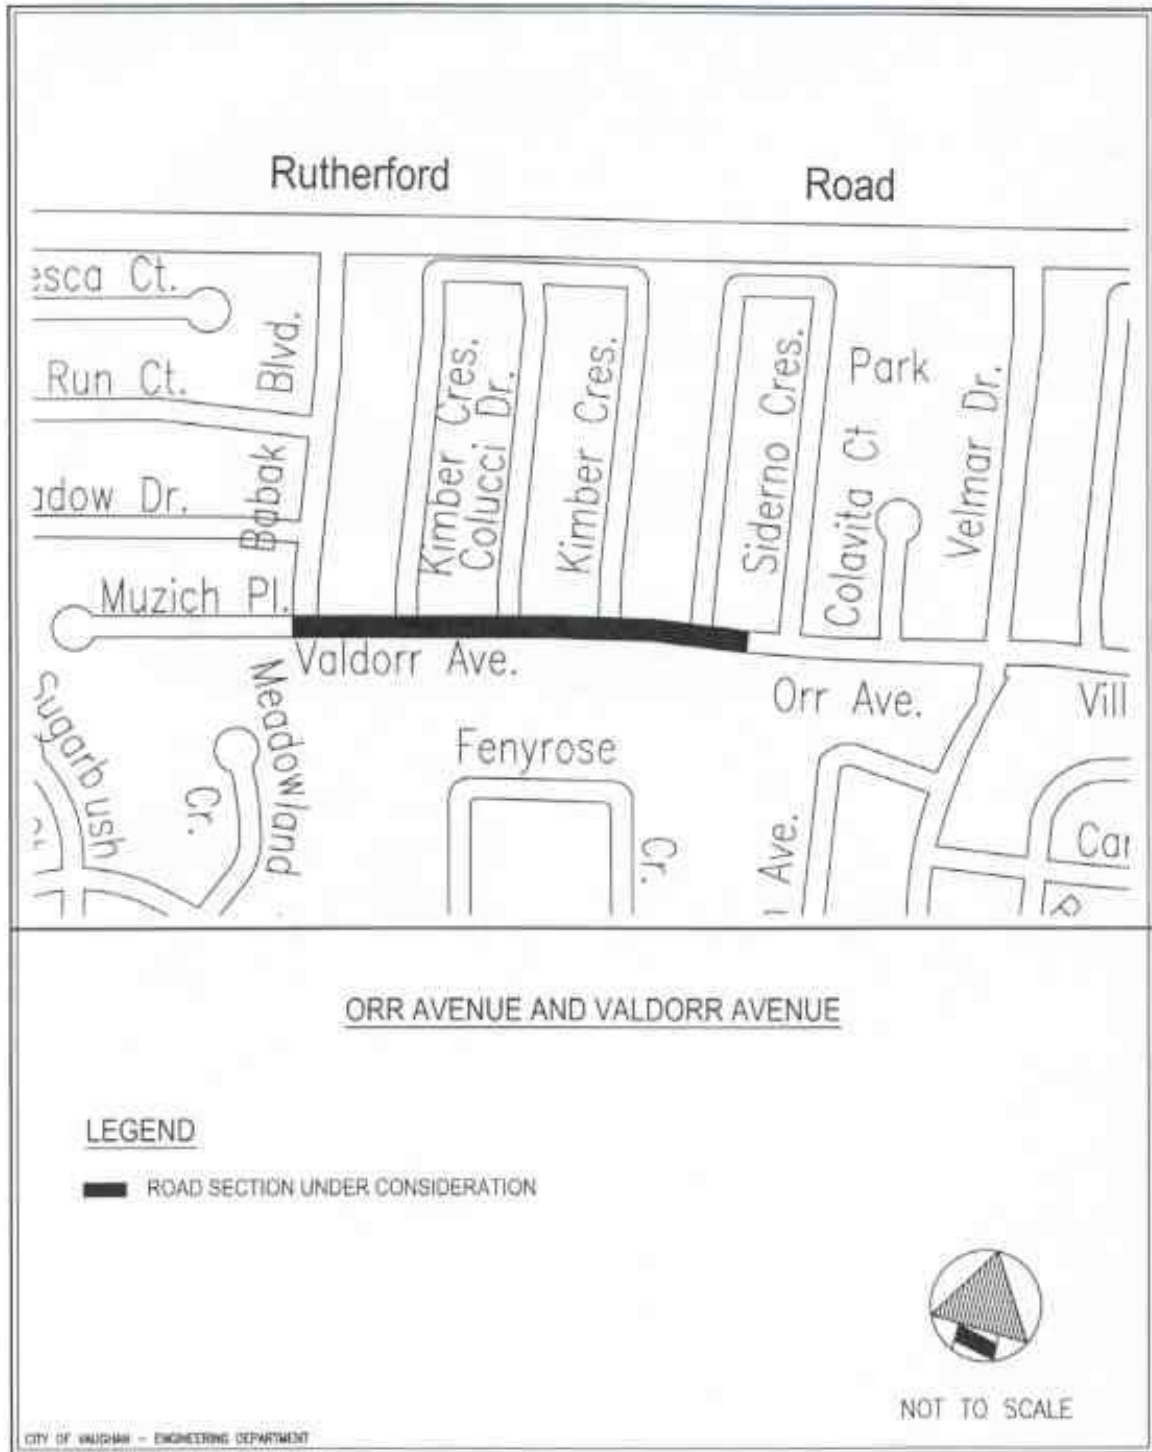 Rutherford Road
esca Ct.
Run Ct.
adow Dr.
Babak Blvd.
Muzich Pl.
Kimber Cres.
Colucci Dr.
Kimber Cres.
Siderno Cres.
Park
Colavita Ct
Velmar Dr.
Valdorr Ave.
Orr Ave.
Vill
Sugarbush
Meadowland
Cr.
Fenyrose
Cr.
Ave.
Car
ORR AVENUE AND VALDORR AVENUE
LEGEND
ROAD SECTION UNDER CONSIDERATION
NOT TO SCALE
CITY OF VAUGHAN - ENGINEERING DEPARTMENT